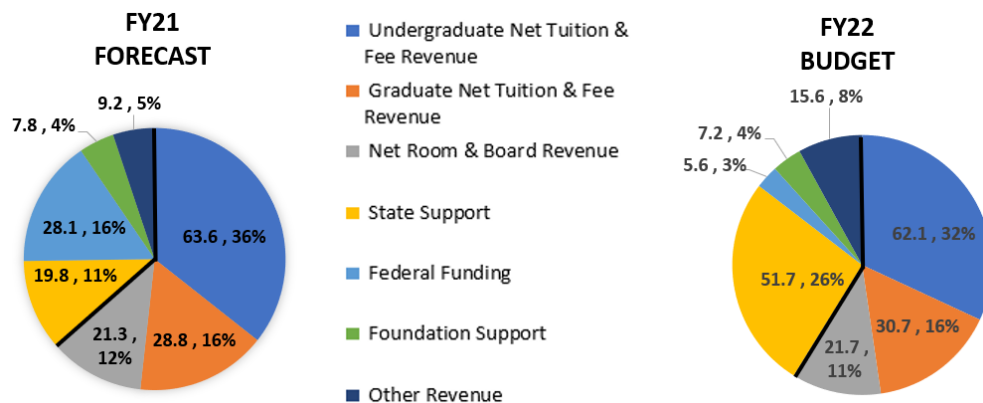 FY21
FORECAST
9.2 , 5%
7.8 , 4%
28.1 , 16%
63.6 , 36%
19.8 , 11%
21.3 ,
12%
28.8 , 16%
Undergraduate Net Tuition &
Fee Revenue
Graduate Net Tuition & Fee
Revenue
Net Room & Board Revenue
State Support
Federal Funding
Foundation Support
Other Revenue
FY22
BUDGET
15.6 , 8%
7.2 , 4%
5.6 , 3%
62.1 , 32%
51.7 , 26%
30.7 , 16%
21.7 ,
11%